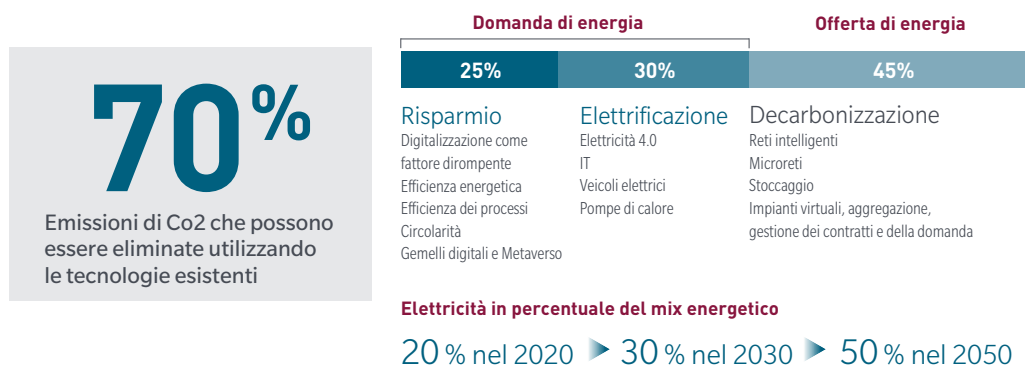 70%
Emissioni di Co2 che possono
essere eliminate utilizzando
le tecnologie esistenti
Domanda di energia
Offerta di energia
25%
30%
45%
Risparmio
Digitalizzazione come
fattore dirompente
Efficienza energetica
Efficienza dei processi
Circolarità
Gemelli digitali e Metaverso
Elettrificazione
Elettricità 4.0
IT
Veicoli elettrici
Pompe di calore
Decarbonizzazione
Reti intelligenti
Microreti
Stoccaggio
Impianti virtuali, aggregazione,
gestione dei contratti e della domanda
Elettricità in percentuale del mix energetico
20 % nel 2020 30 % nel 2030 50 % nel 2050